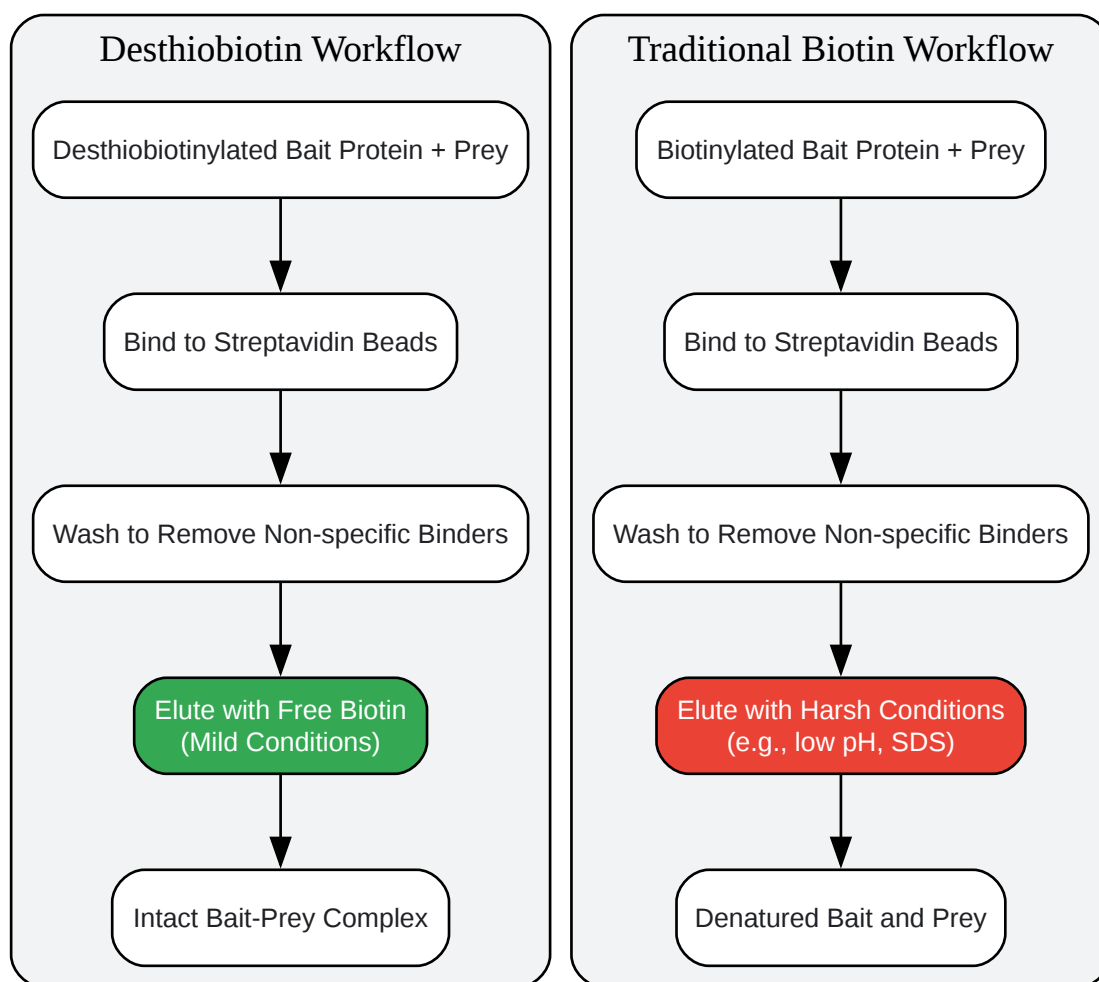 Desthiobiotin Workflow
Desthiobiotinylated Bait Protein + Prey
Bind to Streptavidin Beads
Wash to Remove Non-specific Binders
Elute with Free Biotin
(Mild Conditions)
Intact Bait-Prey Complex
Traditional Biotin Workflow
Biotinylated Bait Protein + Prey
Bind to Streptavidin Beads
Wash to Remove Non-specific Binders
Elute with Harsh Conditions
(e.g., low pH, SDS)
Denatured Bait and Prey